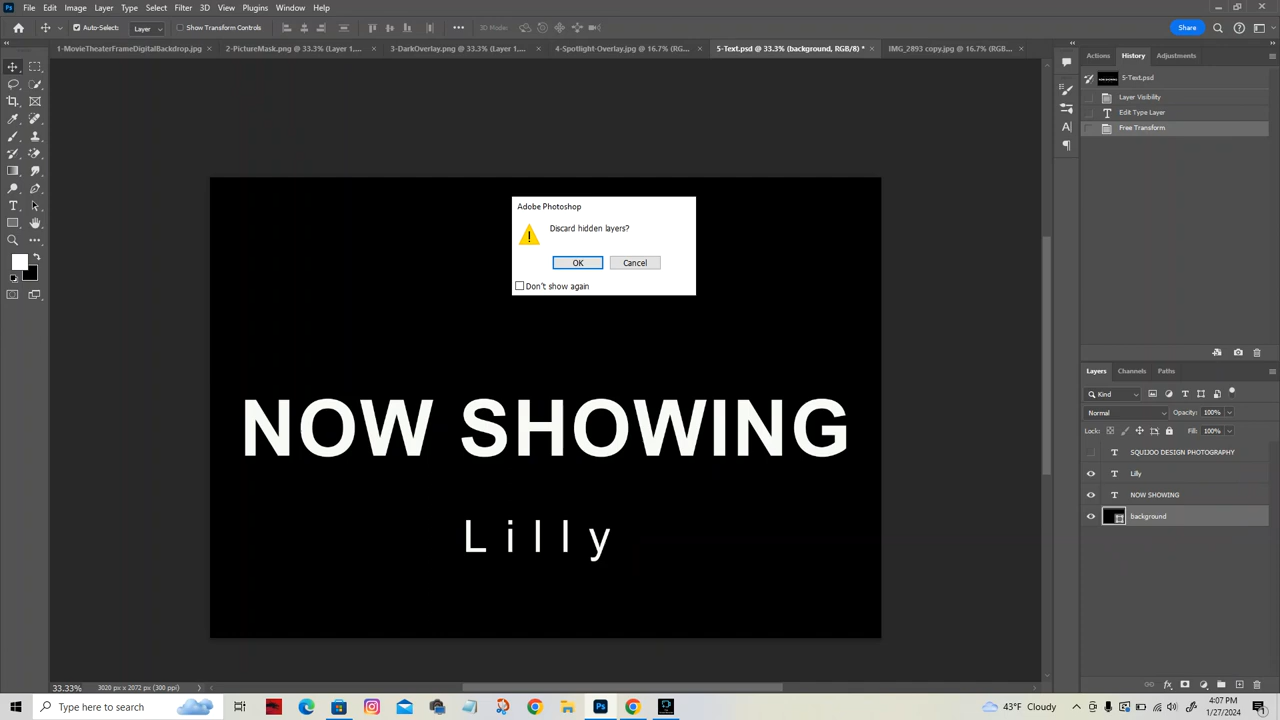 Ps File Edit Image Layer Type Select Filter 3D View Plugins Window Help
Auto-Select: Layer Show Transform Controls 3D Mode: Share
1-MovieTheaterFrameDigitalBackdrop.jpg 2-PictureMask.png @ 33.3% (Layer 1,... 3-DarkOverlay.png @ 33.3% (Layer 1,... 4-Spotlight-Overlay.jpg @ 16.7% (RG... 5-Text.psd @ 33.3% (background, RGB/8) * IMG_2893 copy.jpg @ 16.7% (RGB...
Actions History Adjustments
5-Text.psd
Layer Visibility
Edit Type Layer
Free Transform
Adobe Photoshop
Discard hidden layers?
OK Cancel
Don't show again
NOW SHOWING
Lilly
Layers Channels Paths
Kind
Normal Opacity: 100%
Lock: Fill: 100%
SQUIJOO DESIGN PHOTOGRAPHY
Lilly
NOW SHOWING
background
33.33% 3020 px x 2072 px (300 ppi)
Type here to search
43°F Cloudy
4:07 PM
1/27/2024